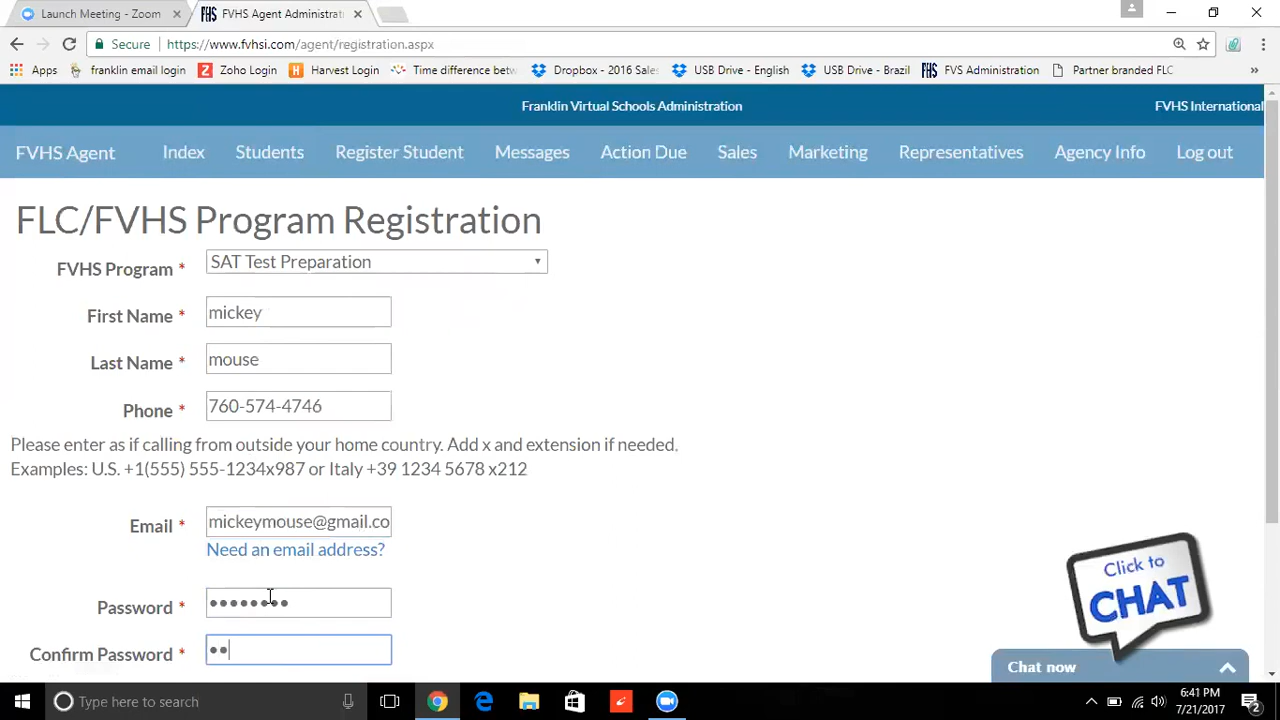 Launch Meeting - Zoom
FHS FVHS Agent Administrat
Secure https://www.fvhsi.com/agent/registration.aspx
Apps franklin email login Zoho Login Harvest Login Time difference betw Dropbox - 2016 Sales USB Drive - English USB Drive - Brazil FVS Administration Partner branded FLC
Franklin Virtual Schools Administration
FVHS International
FVHS Agent Index Students Register Student Messages Action Due Sales Marketing Representatives Agency Info Log out
FLC/FVHS Program Registration
FVHS Program * SAT Test Preparation
First Name * mickey
Last Name * mouse
Phone * 760-574-4746
Please enter as if calling from outside your home country. Add x and extension if needed.
Examples: U.S. +1(555) 555-1234x987 or Italy +39 1234 5678 x212
Email * mickeymouse@gmail.co
Need an email address?
Password * ••••••••
Confirm Password * ••
Click to
CHAT
Chat now
Type here to search
6:41 PM
7/21/2017
2